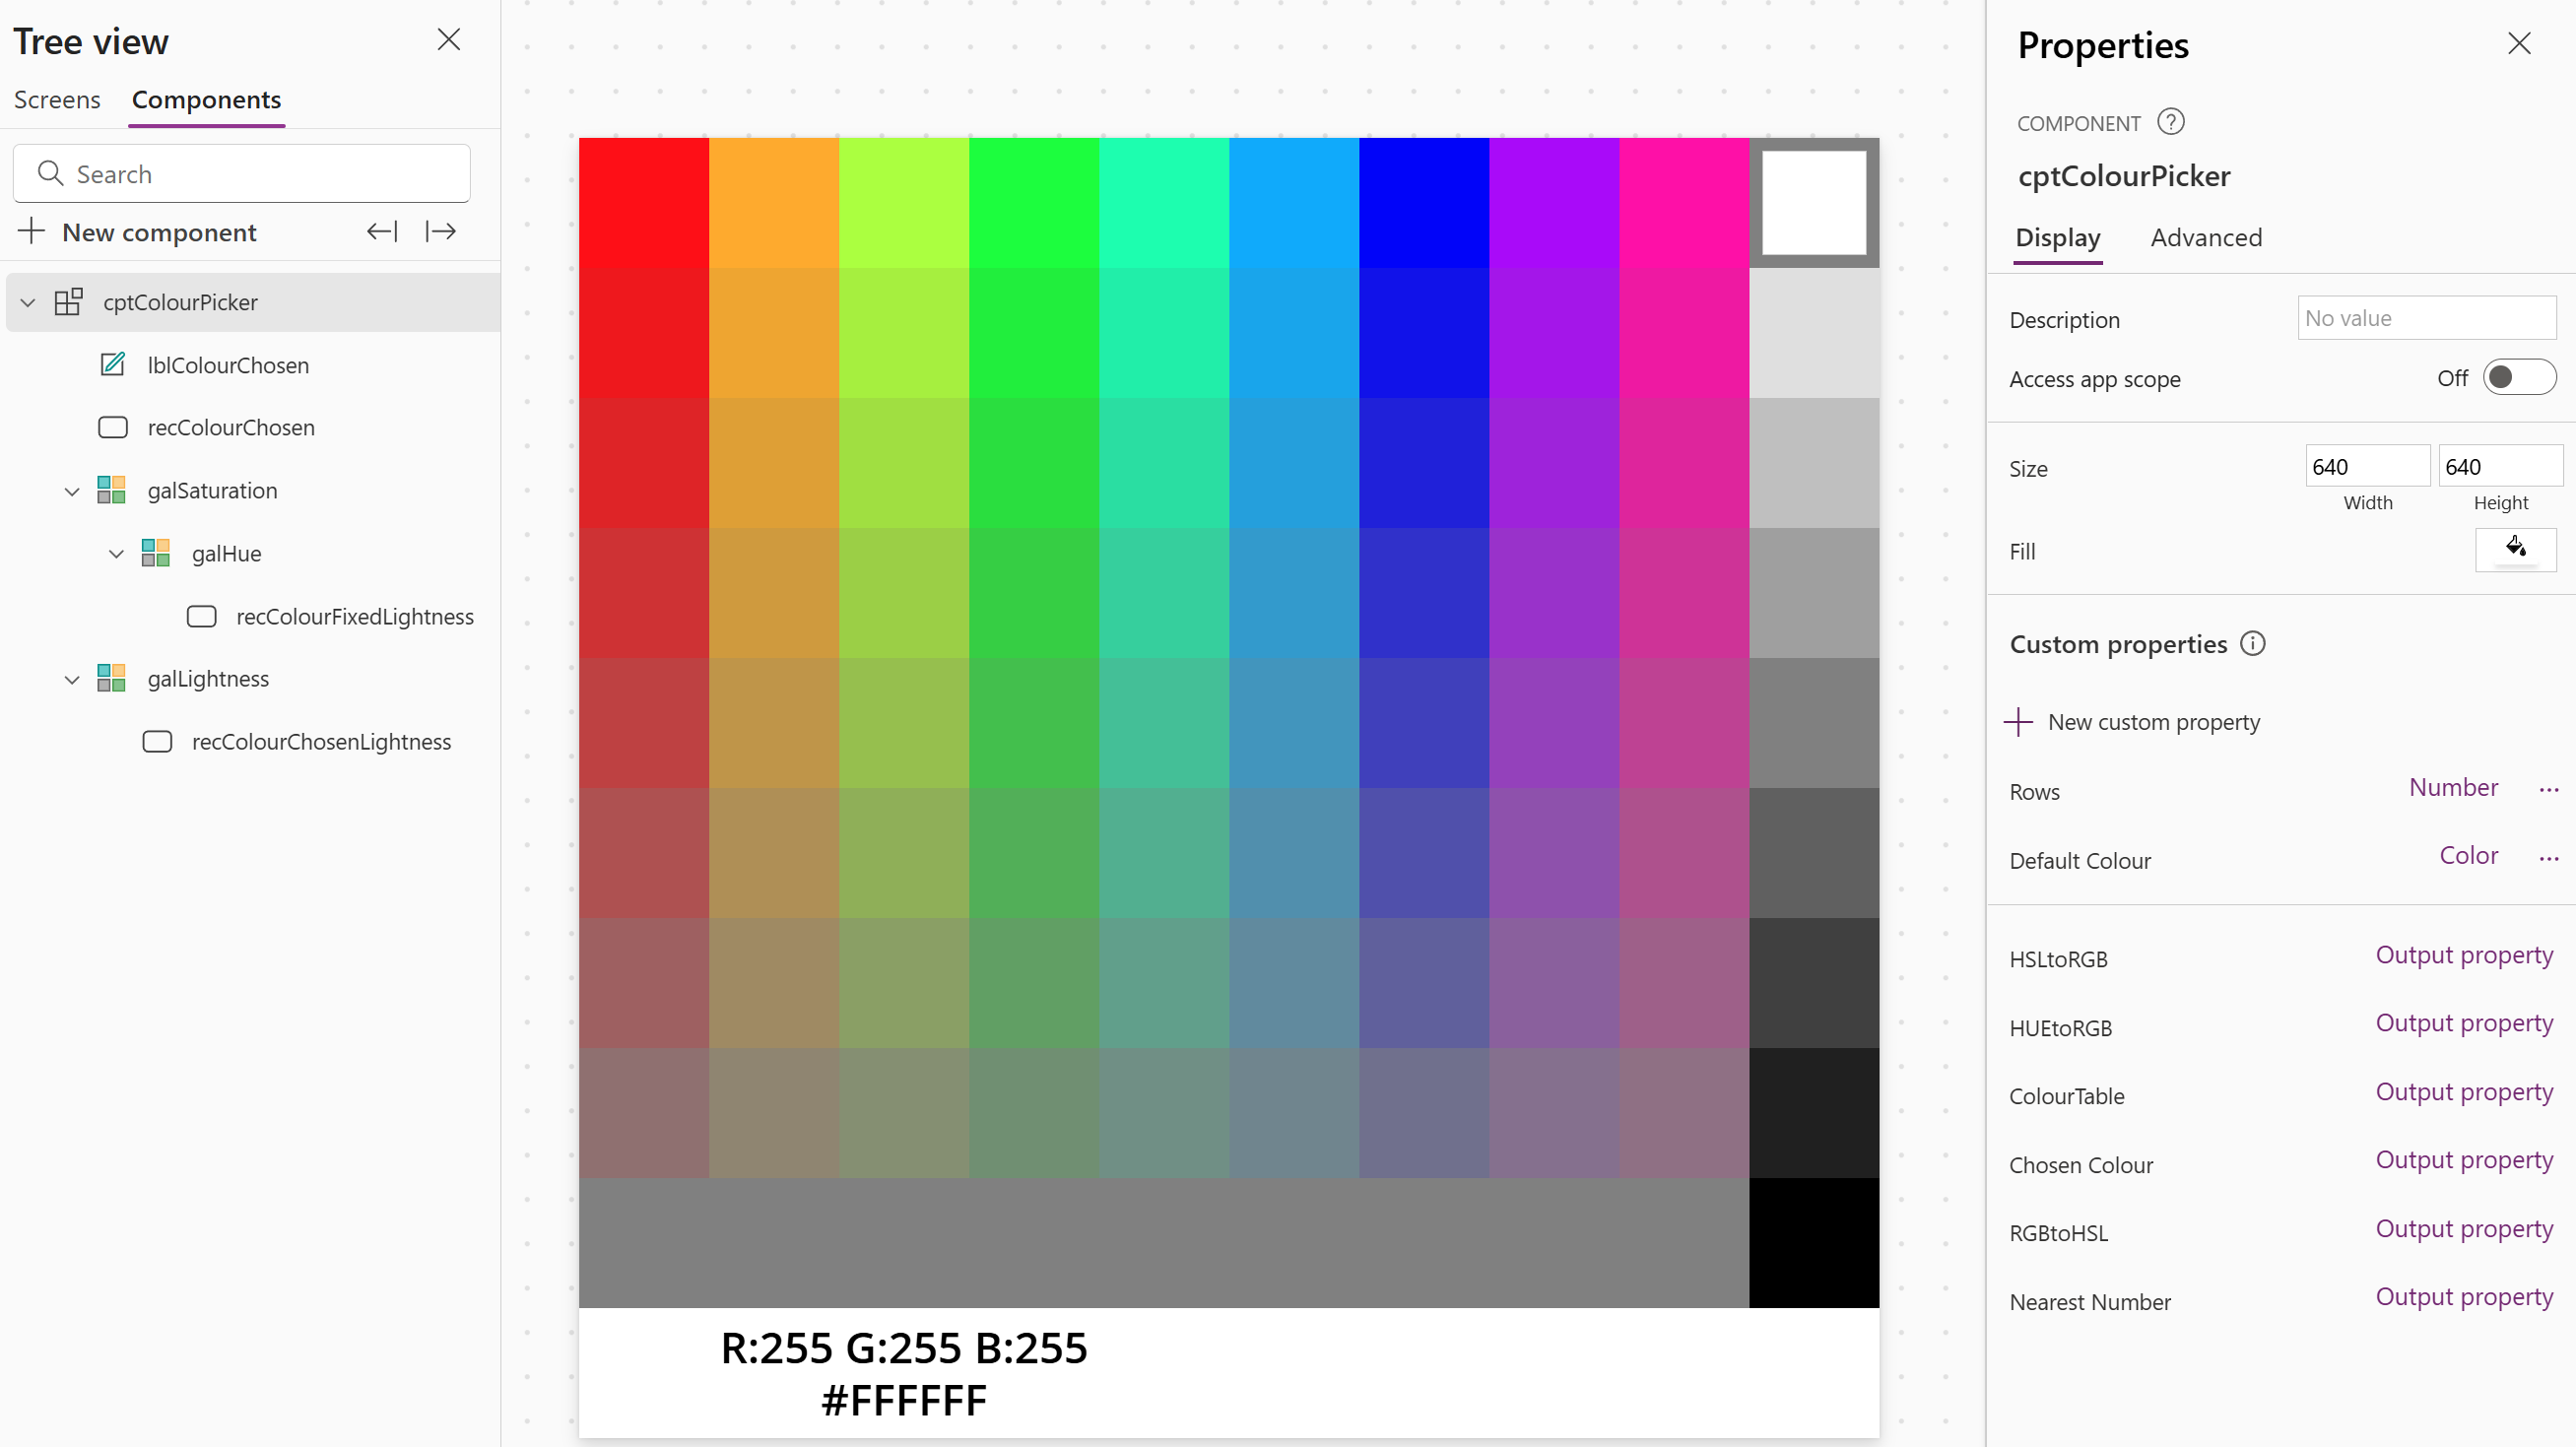 Tree view
Screens Components
Search
New component
cptColourPicker
lblColourChosen
recColourChosen
galSaturation
galHue
recColourFixedLightness
galLightness
recColourChosenLightness
R:255 G:255 B:255
#FFFFFF
Properties
COMPONENT
cptColourPicker
Display Advanced
Description No value
Access app scope Off
Size 640 640
Width Height
Fill
Custom properties
New custom property
Rows Number ...
Default Colour Color ...
HSLtoRGB Output property
HUEtoRGB Output property
ColourTable Output property
Chosen Colour Output property
RGBtoHSL Output property
Nearest Number Output property